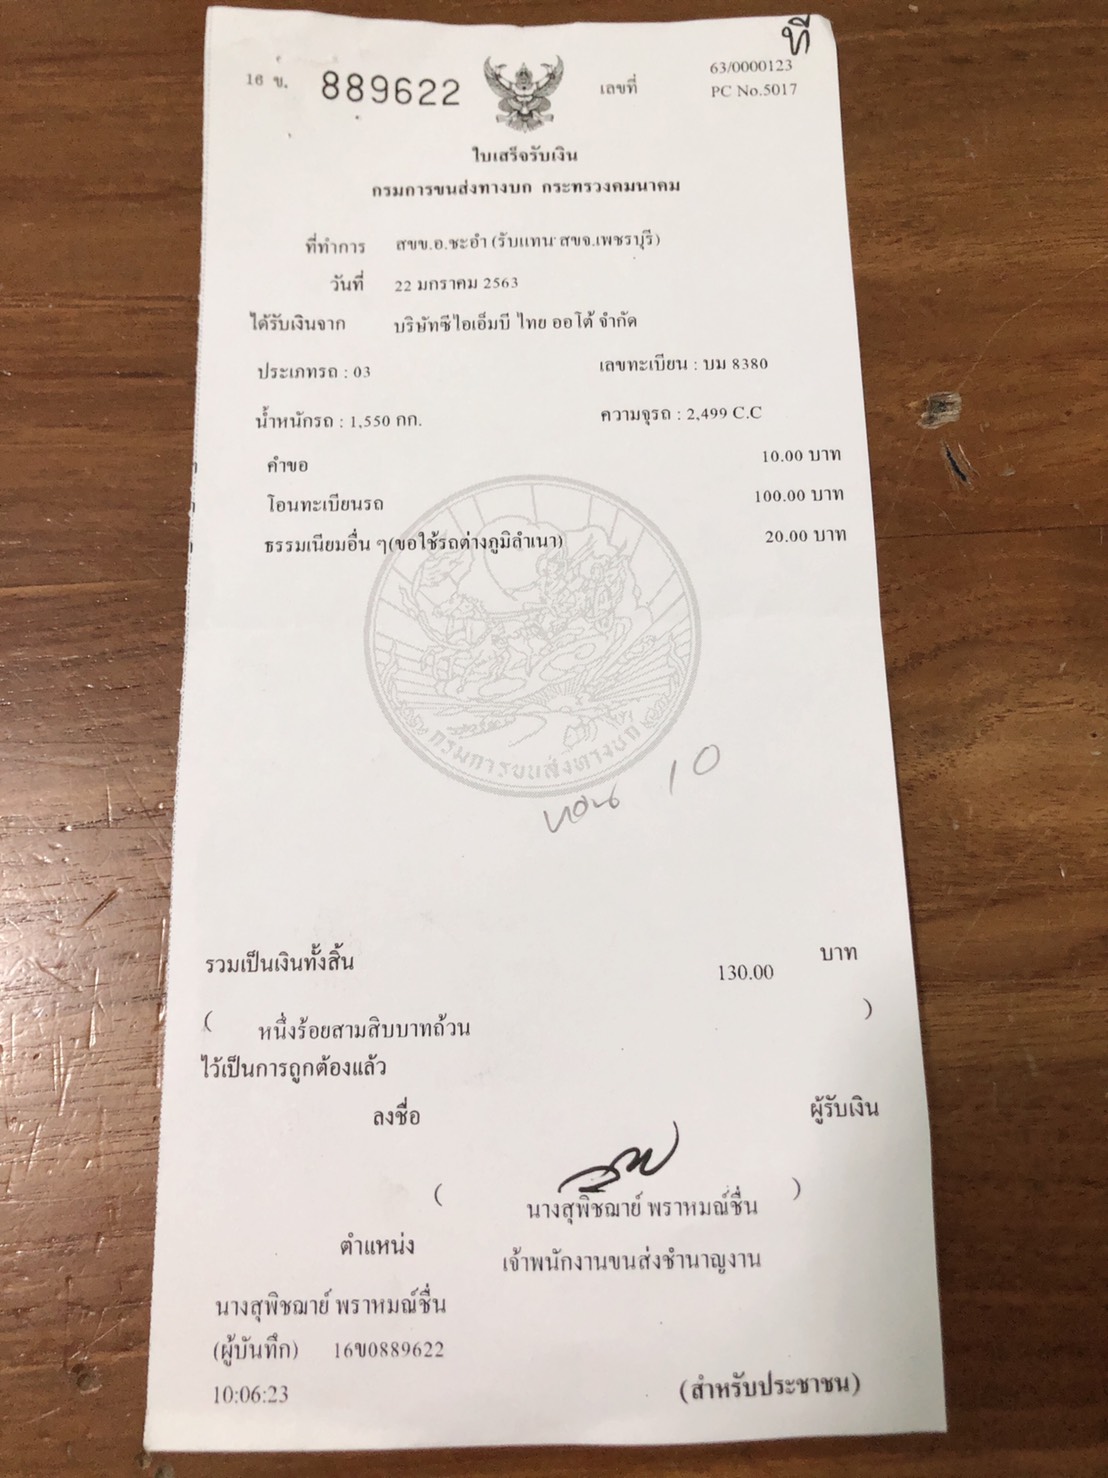 ที
16 ข. 889622 เลขที่ 63/0000123
PC No.5017
ใบเสร็จรับเงิน
กรมการขนส่งทางบก กระทรวงคมนาคม
ที่ทำการ สขข.อ.ชะอำ (รับแทน สขจ.เพชรบุรี)
วันที่ 22 มกราคม 2563
ได้รับเงินจาก บริษัทซีไอเอ็มบี ไทย ออโต้ จำกัด
ประเภทรถ : 03 เลขทะเบียน : บม 8380
น้ำหนักรถ : 1,550 กก. ความจุรถ : 2,499 C.C
คำขอ 10.00 บาท
โอนทะเบียนรถ 100.00 บาท
ธรรมเนียมอื่น ๆ(ขอใช้รถต่างภูมิลำเนา) 20.00 บาท
กรมการขนส่งทางบก
ทอน 10
รวมเป็นเงินทั้งสิ้น 130.00 บาท
( หนึ่งร้อยสามสิบบาทถ้วน )
ไว้เป็นการถูกต้องแล้ว
ลงชื่อ ผู้รับเงิน
( นางสุพิชฌาย์ พราหมณ์ชื่น )
ตำแหน่ง เจ้าพนักงานขนส่งชำนาญงาน
นางสุพิชฌาย์ พราหมณ์ชื่น
(ผู้บันทึก) 16ข0889622
10:06:23 (สำหรับประชาชน)